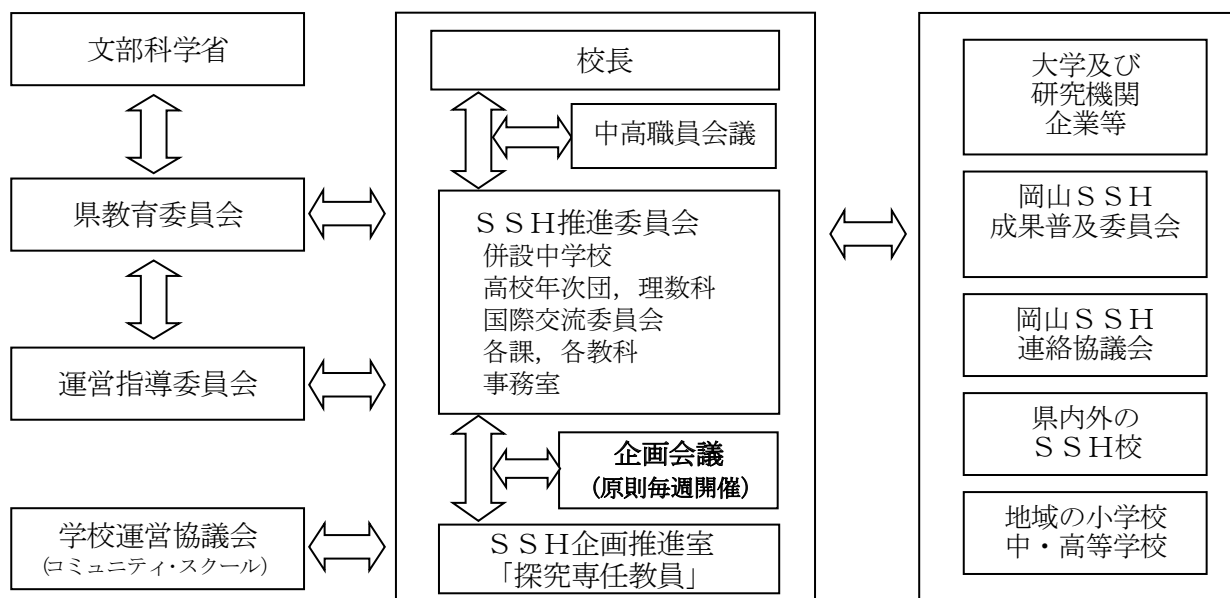 文部科学省
県教育委員会
運営指導委員会
学校運営協議会
(コミュニティ・スクール)
校長
中高職員会議
ＳＳＨ推進委員会
併設中学校
高校年次団，理数科
国際交流委員会
各課，各教科
事務室
企画会議
(原則毎週開催)
ＳＳＨ企画推進室
「探究専任教員」
大学及び
研究機関
企業等
岡山ＳＳＨ
成果普及委員会
岡山ＳＳＨ
連絡協議会
県内外の
ＳＳＨ校
地域の小学校
中・高等学校